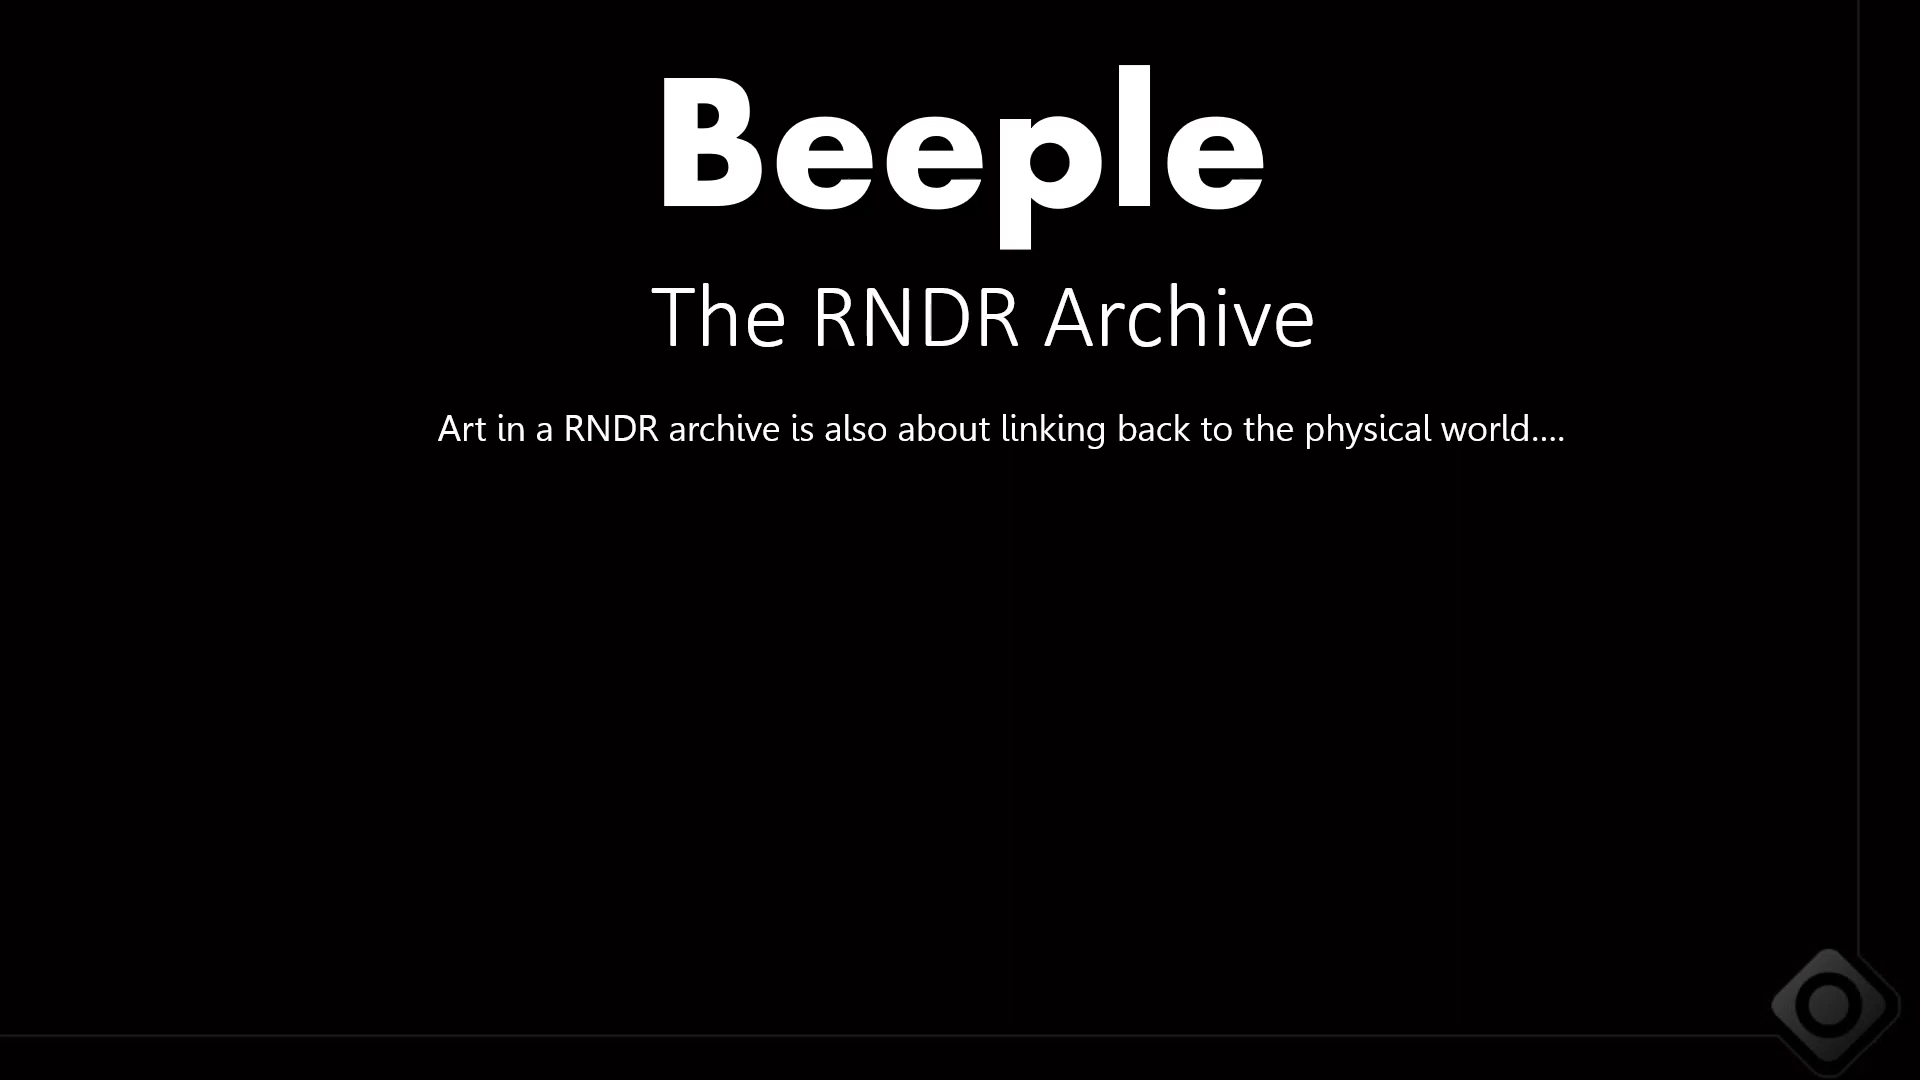 Beeple
The RNDR Archive
Art in a RNDR archive is also about linking back to the physical world....